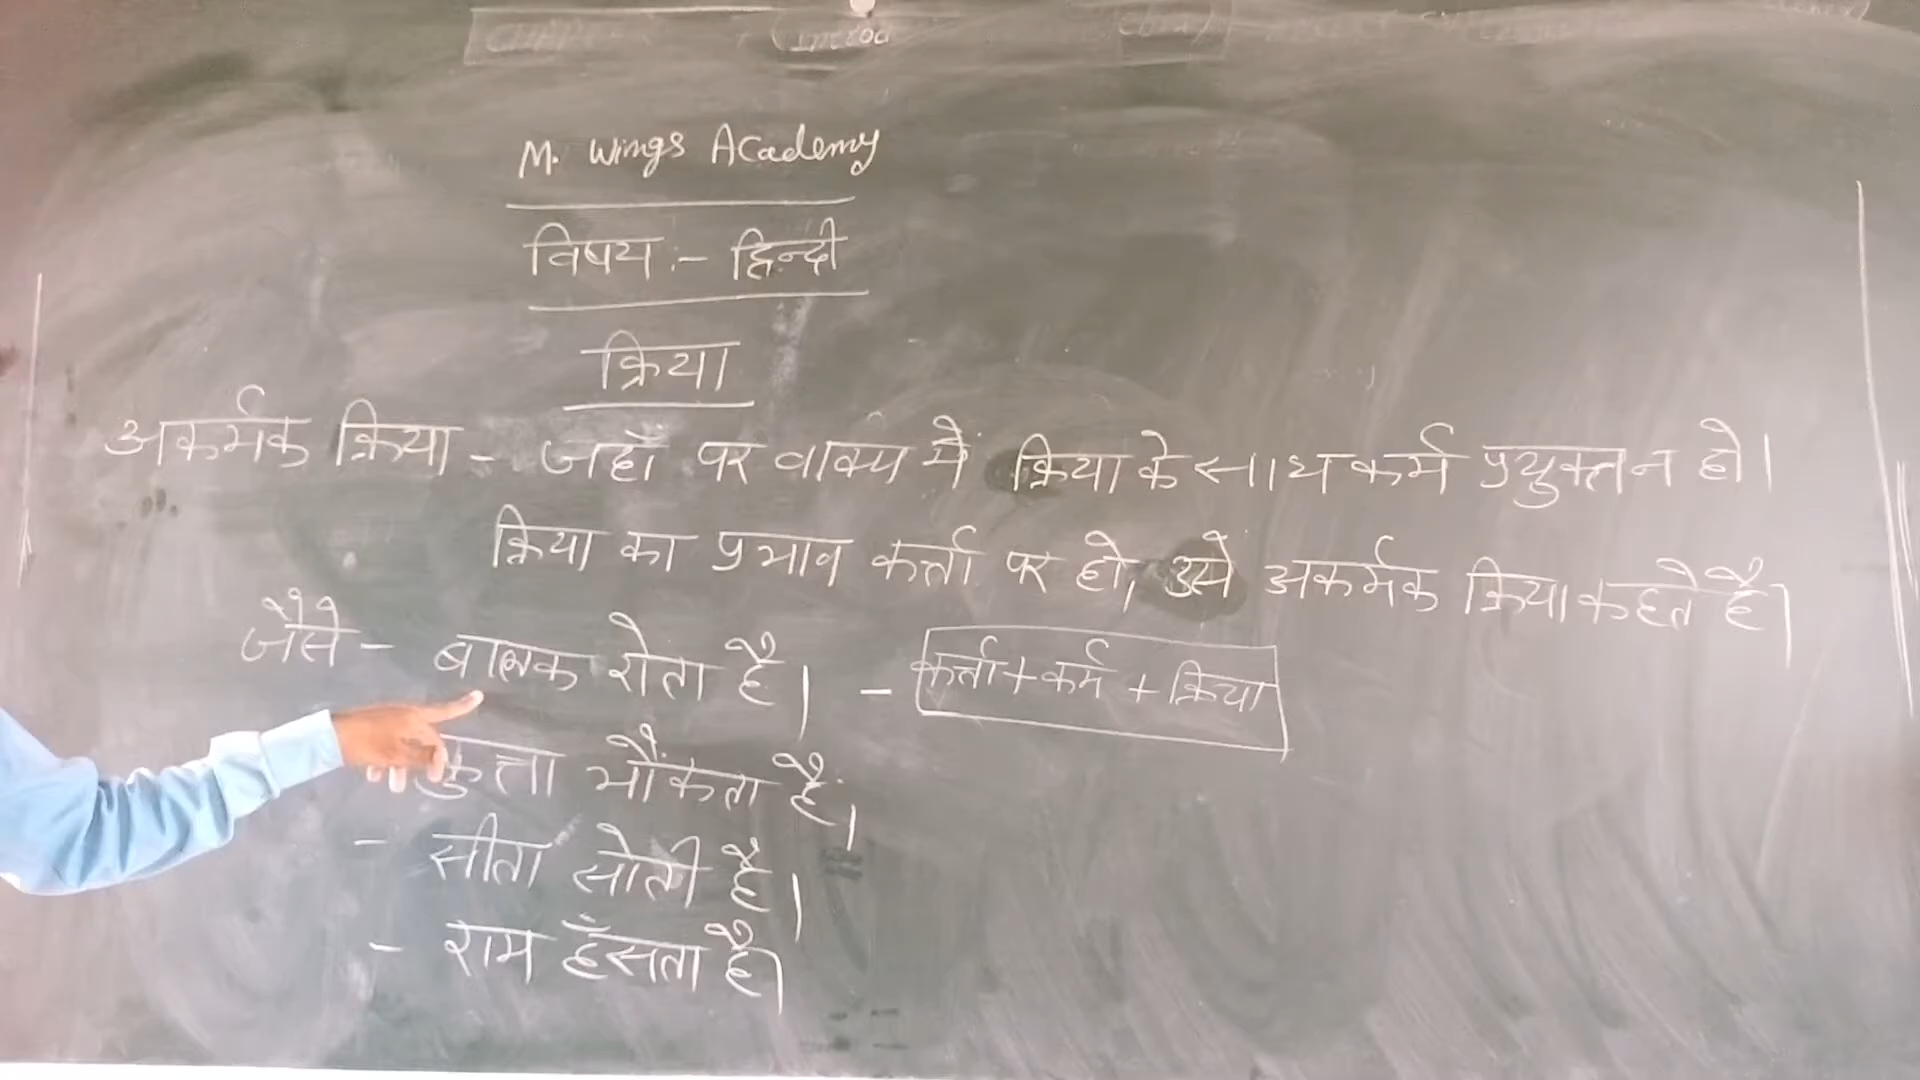 M. Wings Academy
विषय :- हिन्दी
क्रिया
अकर्मक क्रिया - जहाँ पर वाक्य में क्रिया के साथ कर्म प्रयुक्त न हो।
क्रिया का प्रभाव कर्त्ता पर हो, उसे अकर्मक क्रिया कहते है।
जैसे - बालक रोता है। - कर्त्ता + कर्म + क्रिया
कुत्ता भौंकता है।
- सीता सोती है।
- राम हँसता है।